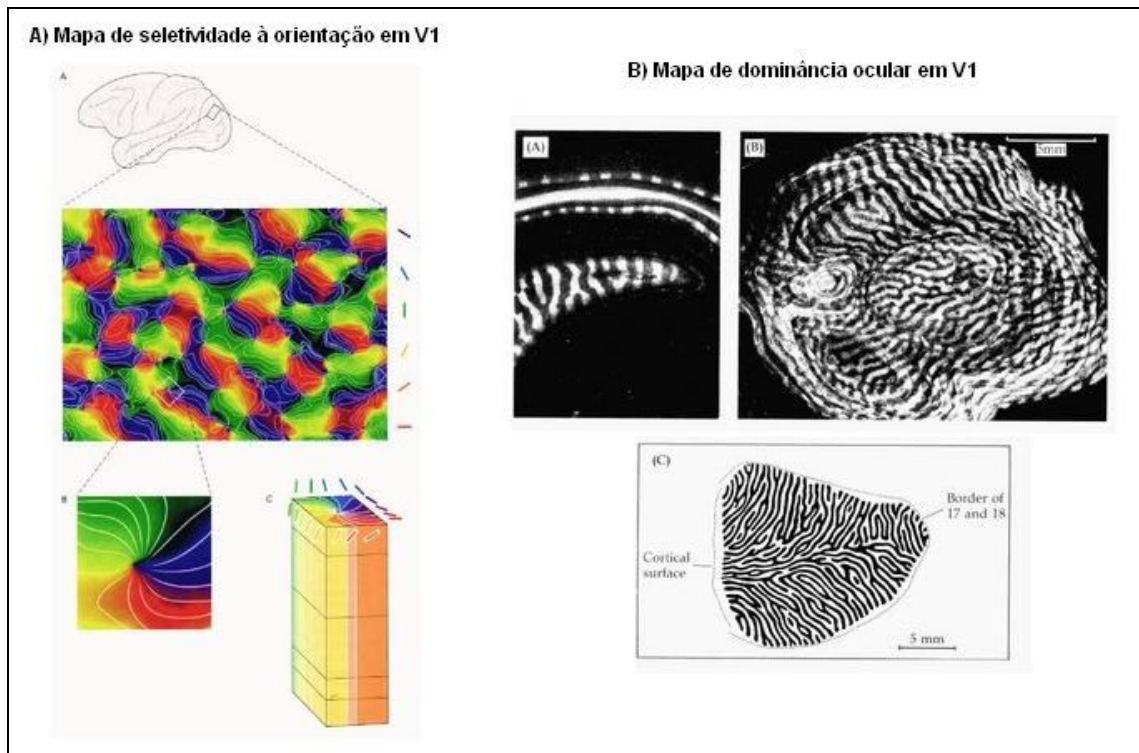 A) Mapa de seletividade à orientação em V1
A
B
C
B) Mapa de dominância ocular em V1
(A)
(B)
5mm
(C)
Border of
17 and 18
Cortical
surface
5 mm